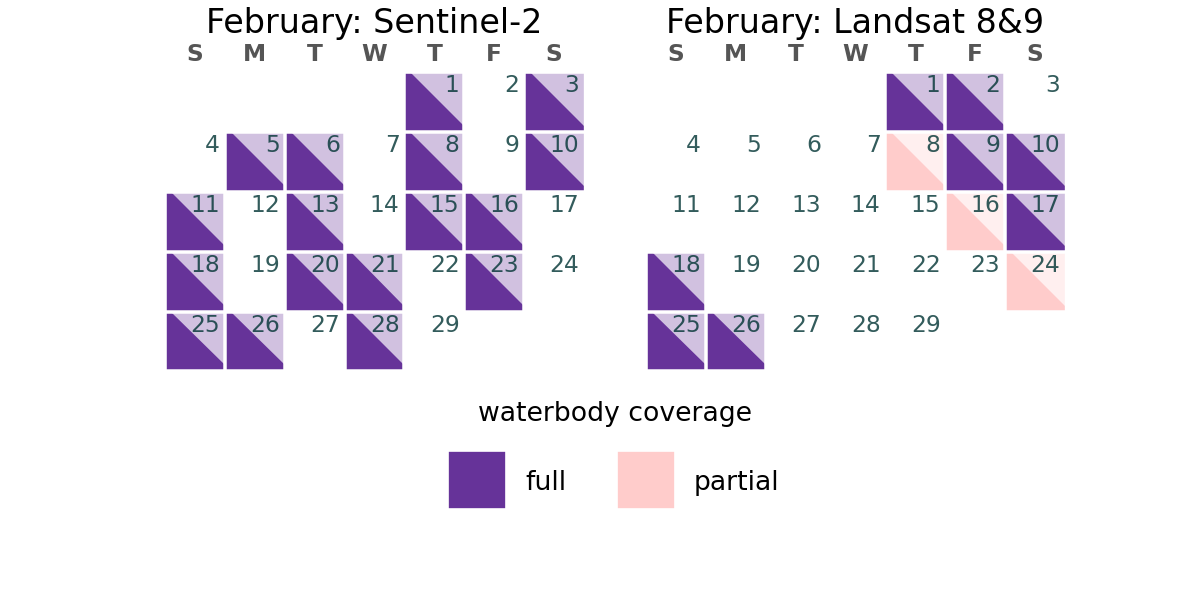 February: Sentinel-2
S M T W T F S
1 2 3
4 5 6 7 8 9 10
11 12 13 14 15 16 17
18 19 20 21 22 23 24
25 26 27 28 29
February: Landsat 8&9
S M T W T F S
1 2 3
4 5 6 7 8 9 10
11 12 13 14 15 16 17
18 19 20 21 22 23 24
25 26 27 28 29
waterbody coverage
full partial